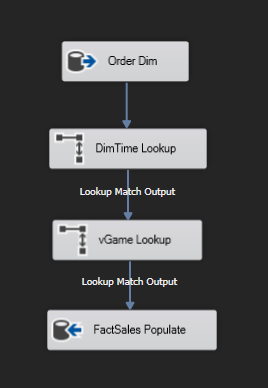 Order Dim
DimTime Lookup
Lookup Match Output
vGame Lookup
Lookup Match Output
FactSales Populate